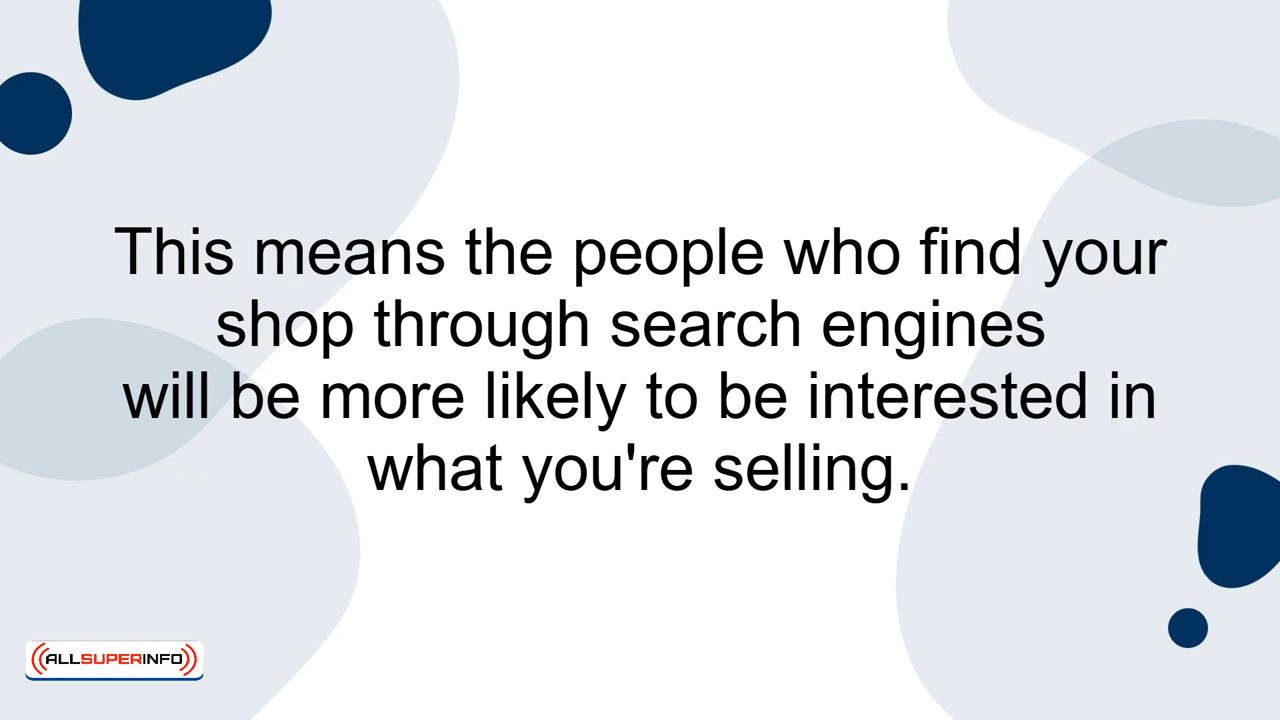 This means the people who find your
shop through search engines
will be more likely to be interested in
what you're selling.
ALLSUPERINFO